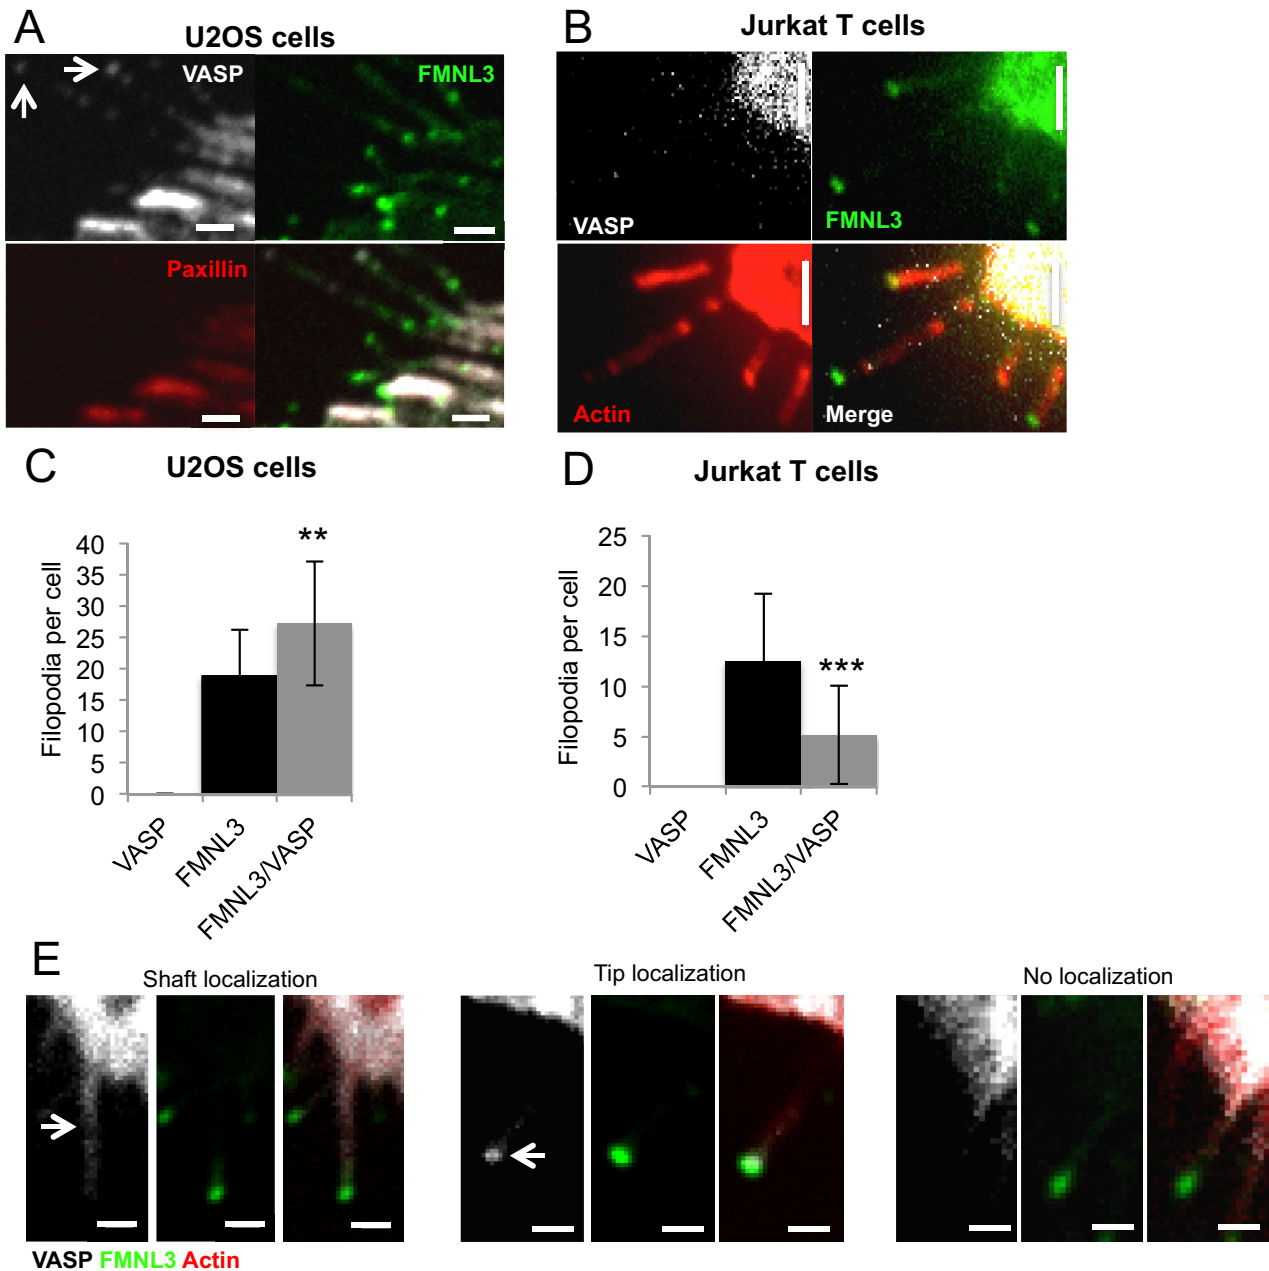 A
U2OS cells
VASP
FMNL3
Paxillin
B
Jurkat T cells
VASP
FMNL3
Actin
Merge
C
U2OS cells
Filopodia per cell
40
35
30
25
20
15
10
5
0
**
VASP
FMNL3
FMNL3/VASP
D
Jurkat T cells
Filopodia per cell
25
20
15
10
5
0
***
VASP
FMNL3
FMNL3/VASP
E
Shaft localization
Tip localization
No localization
VASP FMNL3 Actin